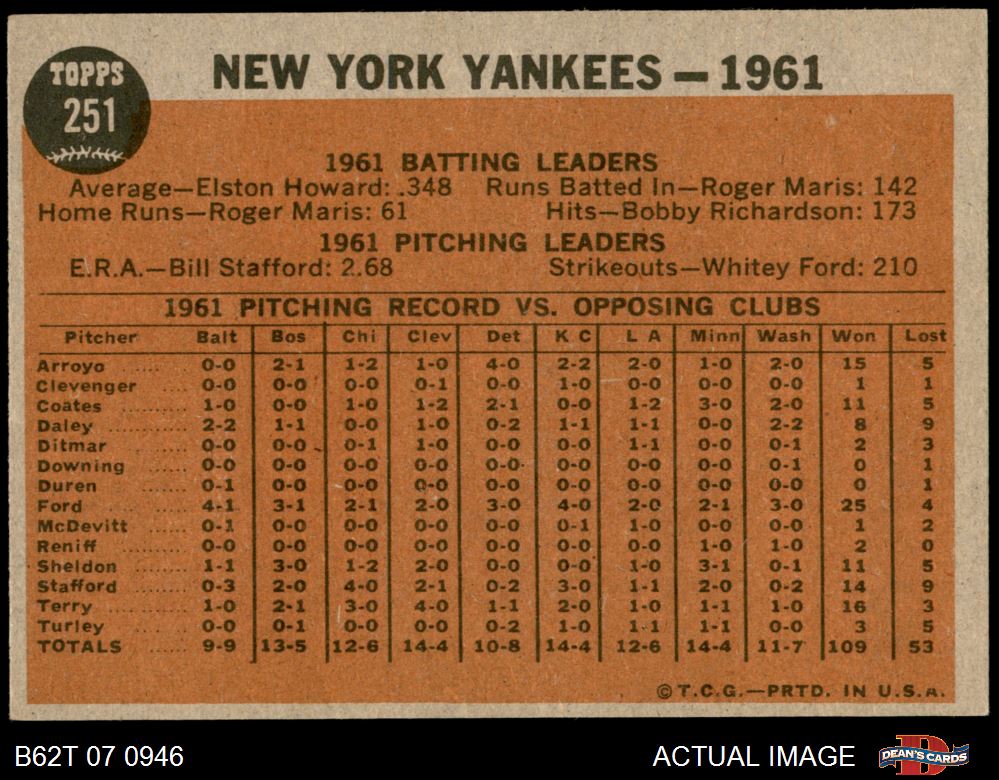 TOPPS
251
NEW YORK YANKEES — 1961
1961 BATTING LEADERS
Average—Elston Howard: .348 Runs Batted In—Roger Maris: 142
Home Runs—Roger Maris: 61 Hits—Bobby Richardson: 173
1961 PITCHING LEADERS
E.R.A.—Bill Stafford: 2.68 Strikeouts—Whitey Ford: 210
1961 PITCHING RECORD VS. OPPOSING CLUBS
Pitcher Balt Bos Chi Clev Det K C L A Minn Wash Won Lost
Arroyo ..... 0-0 2-1 1-2 1-0 4-0 2-2 2-0 1-0 2-0 15 5
Clevenger ..... 0-0 0-0 0-0 0-1 0-0 1-0 0-0 0-0 0-0 1 1
Coates ..... 1-0 0-0 1-0 1-2 2-1 0-0 1-2 3-0 2-0 11 5
Daley ..... 2-2 1-1 0-0 1-0 0-2 1-1 1-1 0-0 2-2 8 9
Ditmar ..... 0-0 0-0 0-1 1-0 0-0 0-0 1-1 0-0 0-1 2 3
Downing ..... 0-0 0-0 0-0 0-0 0-0 0-0 0-0 0-0 0-1 0 1
Duren ..... 0-1 0-0 0-0 0-0 0-0 0-0 0-0 0-0 0-0 0 1
Ford ..... 4-1 3-1 2-1 2-0 3-0 4-0 2-0 2-1 3-0 25 4
McDevitt ..... 0-1 0-0 0-0 0-0 0-0 0-1 1-0 0-0 0-0 1 2
Reniff ..... 0-0 0-0 0-0 0-0 0-0 0-0 0-0 1-0 1-0 2 0
Sheldon ..... 1-1 3-0 1-2 2-0 0-0 0-0 1-0 3-1 0-1 11 5
Stafford ..... 0-3 2-0 4-0 2-1 0-2 3-0 1-1 2-0 0-2 14 9
Terry ..... 1-0 2-1 3-0 4-0 1-1 2-0 1-0 1-1 1-0 16 3
Turley ..... 0-0 0-1 0-0 0-0 0-2 1-0 1-1 1-1 0-0 3 5
TOTALS ..... 9-9 13-5 12-6 14-4 10-8 14-4 12-6 14-4 11-7 109 53
© T.C.G.—PRTD. IN U.S.A.
B62T 07 0946 ACTUAL IMAGE DEAN'S CARDS